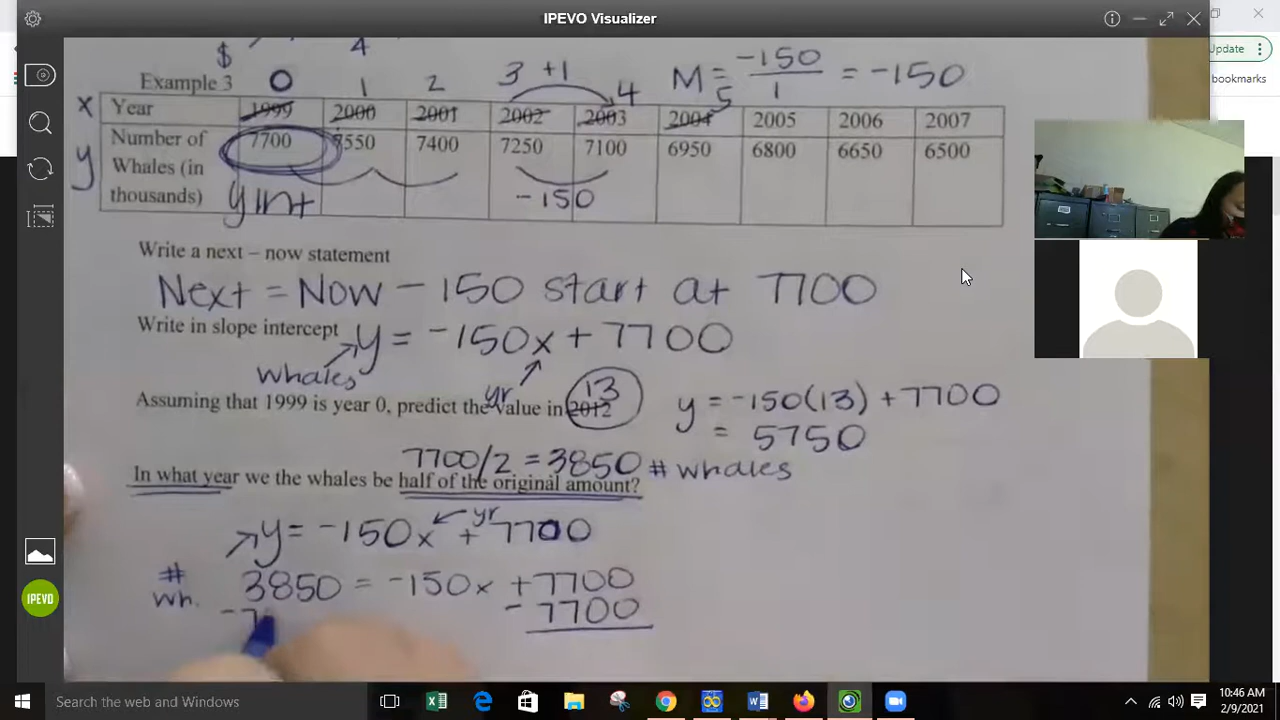 IPEVO Visualizer
Update
$ 4
Example 3 0 1 2 3 +1 4 M = -150/1 = -150
5
x Year 1999 2000 2001 2002 2003 2004 2005 2006 2007
y Number of Whales (in thousands) 7700 7550 7400 7250 7100 6950 6800 6650 6500
y int -150
Write a next – now statement
Next = Now - 150 start at 7700
Write in slope intercept y = -150x + 7700
whales yr
13
Assuming that 1999 is year 0, predict the value in 2012
y = -150(13) + 7700
= 5750
7700/2 = 3850 # whales
In what year we the whales be half of the original amount?
yr
y = -150x + 7700
# wh. 3850 = -150x + 7700
-7 - 7700
IPEVO
Search the web and Windows
10:46 AM
2/9/2021